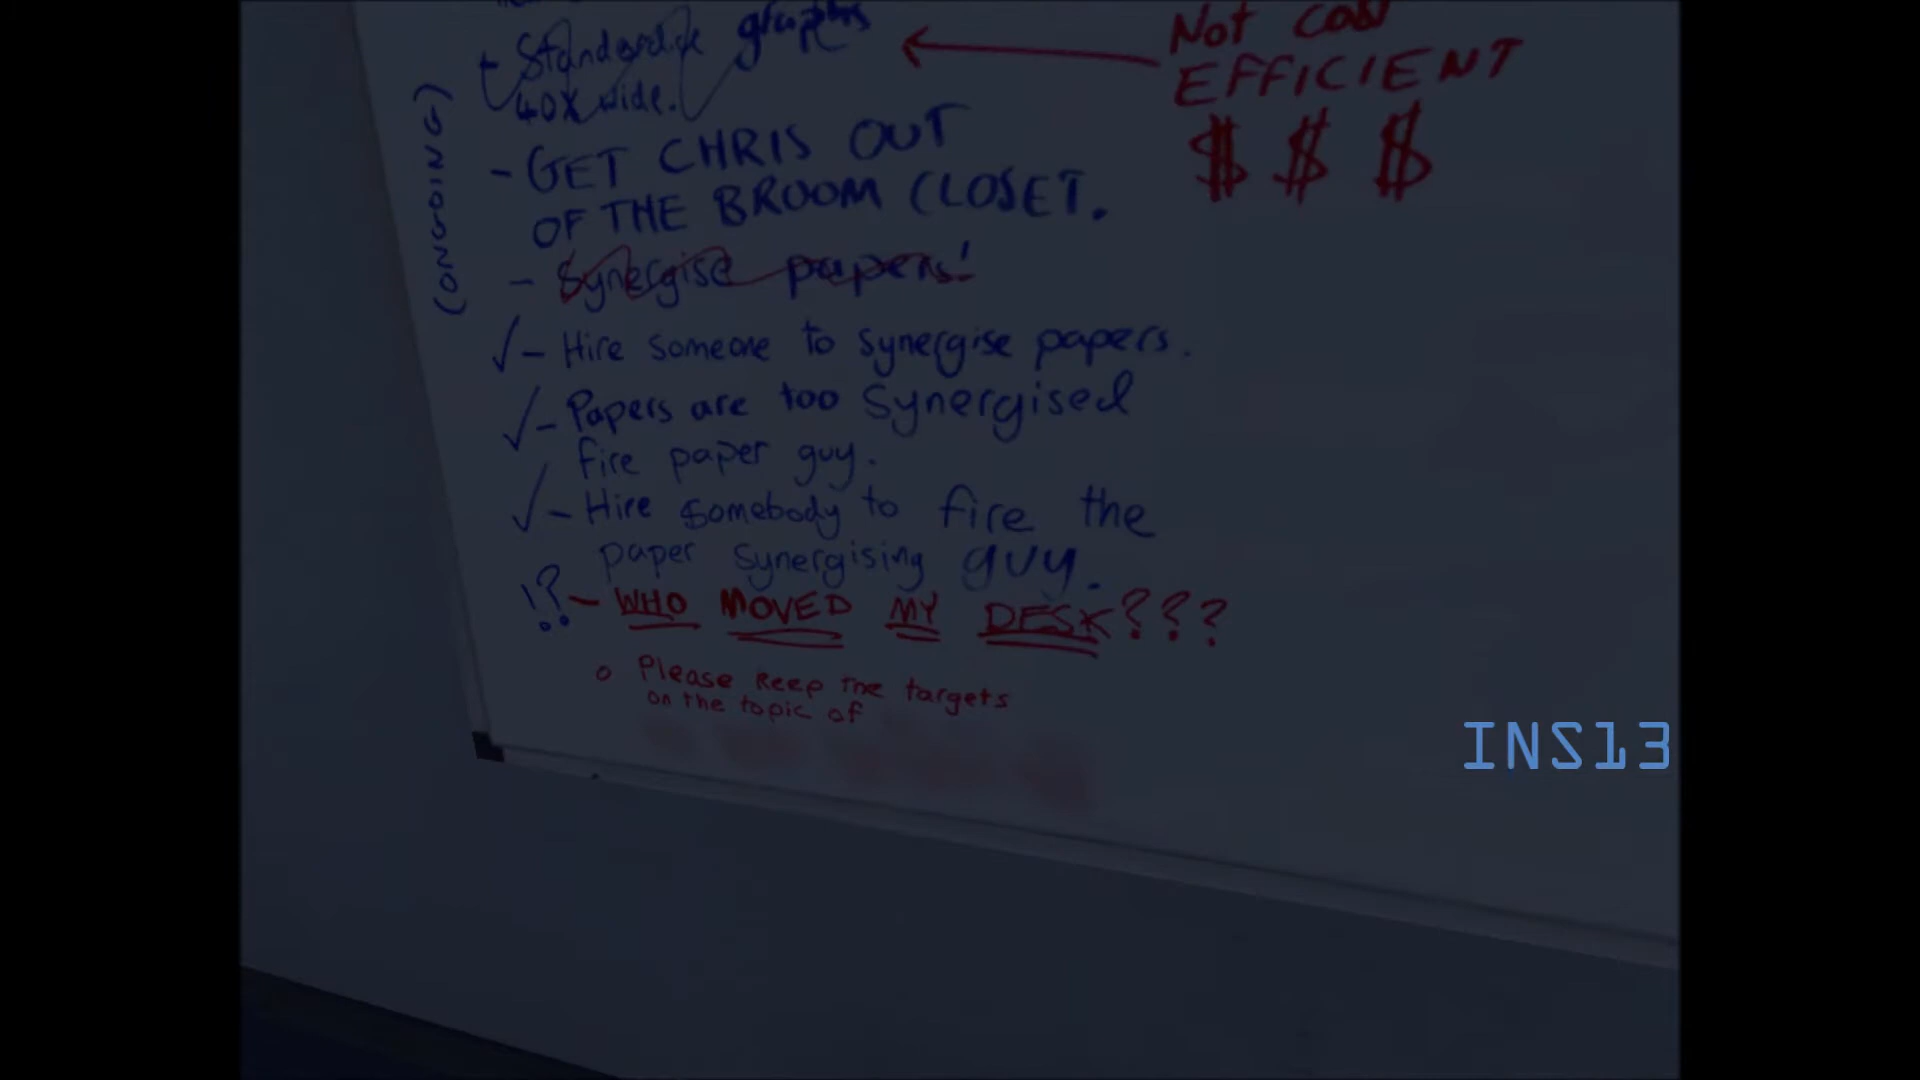 - Standardise graphs
40x wide.
Not
EFFICIENT
$ $ $
(ONGOING)
- GET CHRIS OUT
OF THE BROOM CLOSET.
- Synergise papers!
✓- Hire someone to synergise papers.
✓- Papers are too synergised
fire paper guy.
✓- Hire somebody to fire the
paper synergising guy.
!?- WHO MOVED MY DESK???
o Please keep the targets
on the topic of
INS13